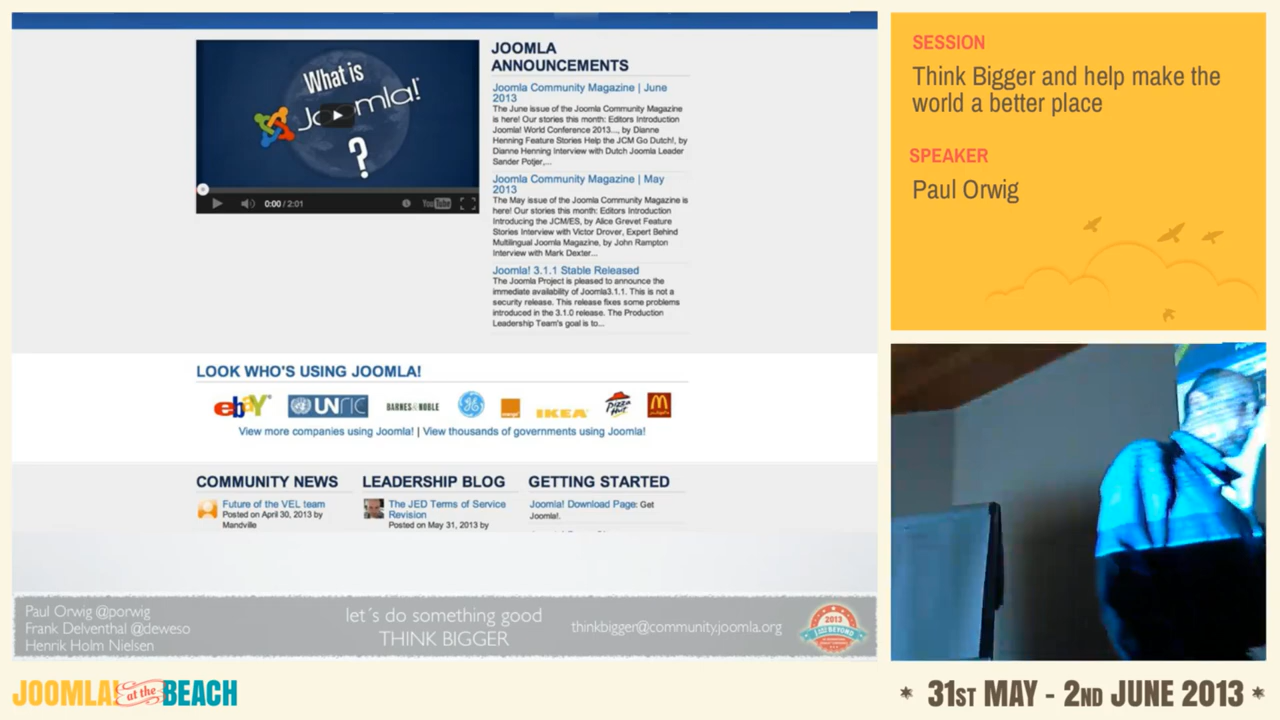 What is
Joomla!
?
0:00 / 2:01
YouTube
JOOMLA
ANNOUNCEMENTS
Joomla Community Magazine | June
2013
The June issue of the Joomla Community Magazine
is here! Our stories this month: Editors Introduction
Joomla! World Conference 2013..., by Dianne
Henning Feature Stories Help the JCM Go Dutch!, by
Dianne Henning Interview with Dutch Joomla Leader
Sander Potjer,...
Joomla Community Magazine | May
2013
The May issue of the Joomla Community Magazine is
here! Our stories this month: Editors Introduction
Introducing the JCM/ES, by Alice Grevet Feature
Stories Interview with Victor Drover, Expert Behind
Multilingual Joomla Magazine, by John Rampton
Interview with Mark Dexter...
Joomla! 3.1.1 Stable Released
The Joomla Project is pleased to announce the
immediate availability of Joomla3.1.1. This is not a
security release. This release fixes some problems
introduced in the 3.1.0 release. The Production
Leadership Team's goal is to...
LOOK WHO'S USING JOOMLA!
ebay UNric BARNES & NOBLE GE orange IKEA Pizza Hut
View more companies using Joomla! | View thousands of governments using Joomla!
COMMUNITY NEWS
Future of the VEL team
Posted on April 30, 2013 by
Mandville
LEADERSHIP BLOG
The JED Terms of Service
Revision
Posted on May 31, 2013 by
GETTING STARTED
Joomla! Download Page: Get
Joomla!.
Paul Orwig @porwig
Frank Delventhal @deweso
Henrik Holm Nielsen
let´s do something good
THINK BIGGER
thinkbigger@community.joomla.org
2013
J AND BEYOND
SESSION
Think Bigger and help make the
world a better place
SPEAKER
Paul Orwig
JOOMLA! at the BEACH
* 31ST MAY - 2ND JUNE 2013 *